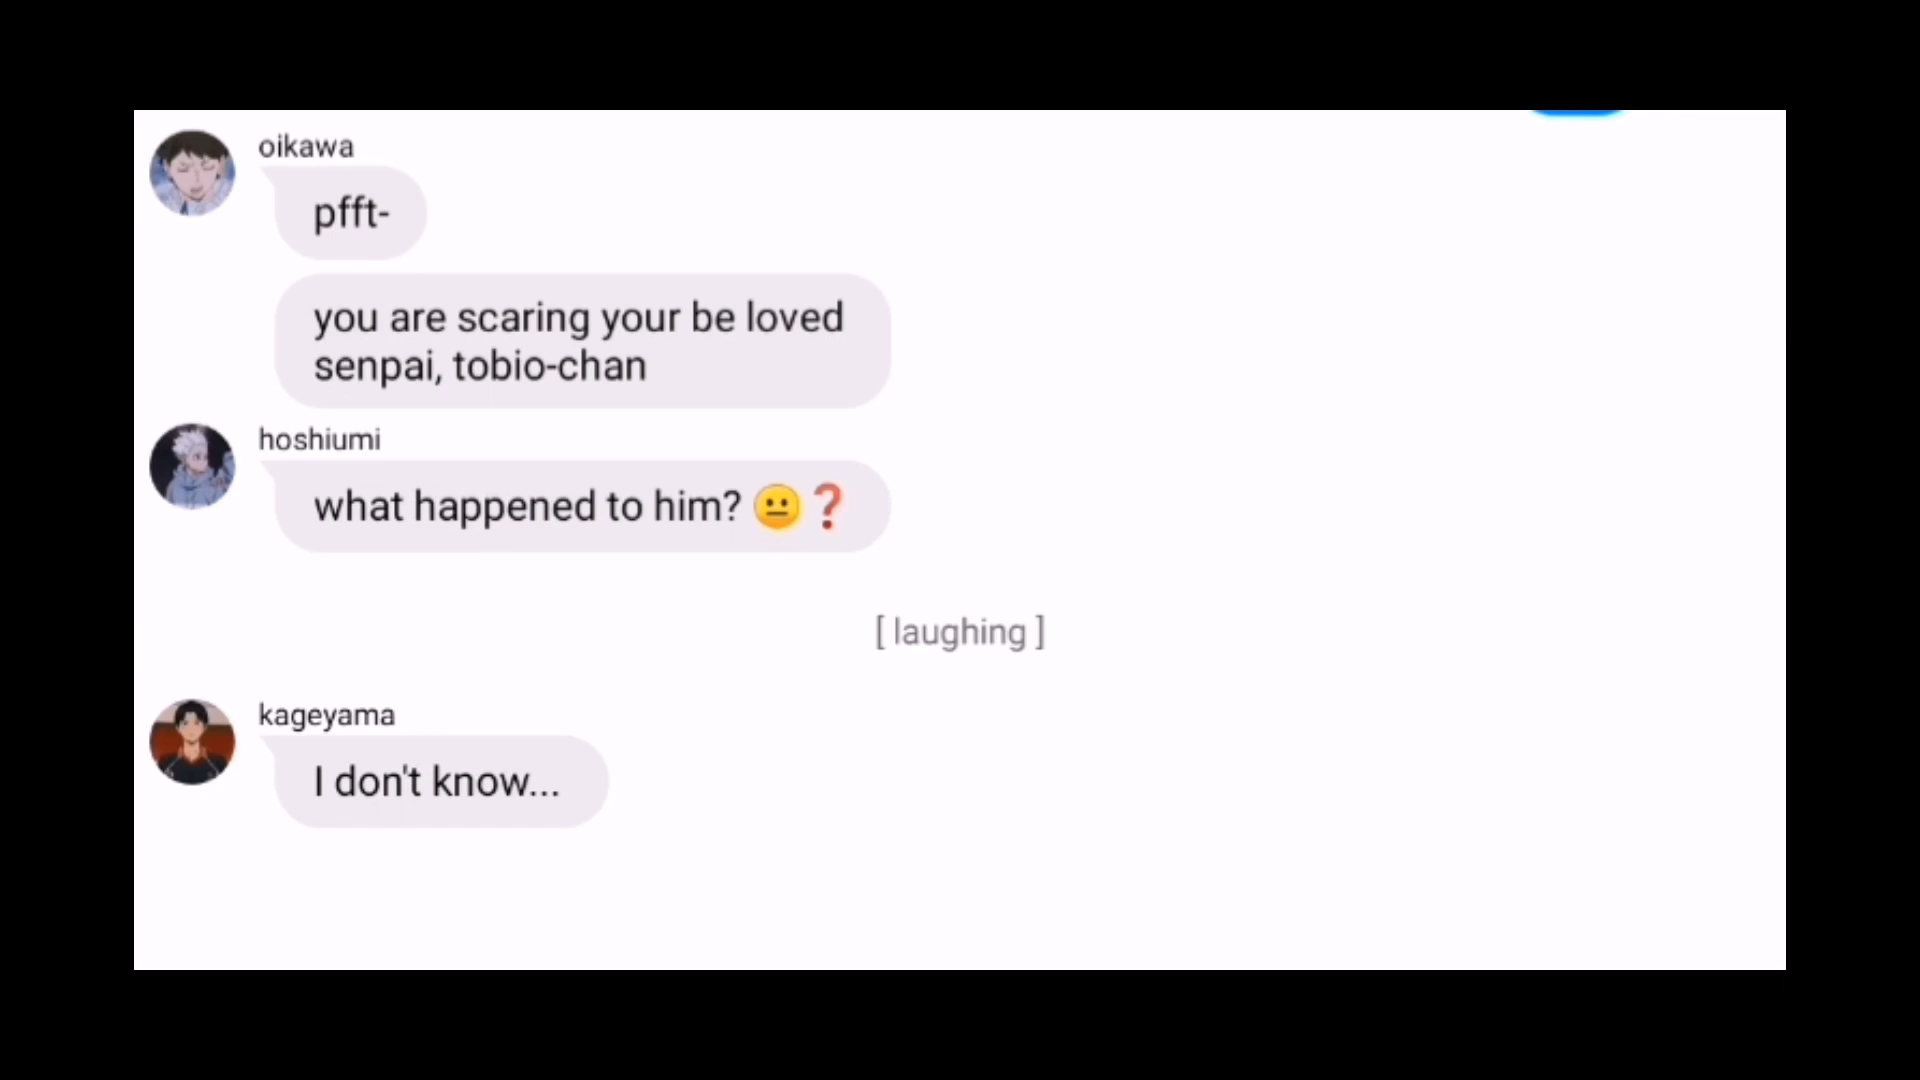 oikawa
pfft-
you are scaring your be loved
senpai, tobio-chan
hoshiumi
what happened to him? 😐❓
[ laughing ]
kageyama
I don't know...